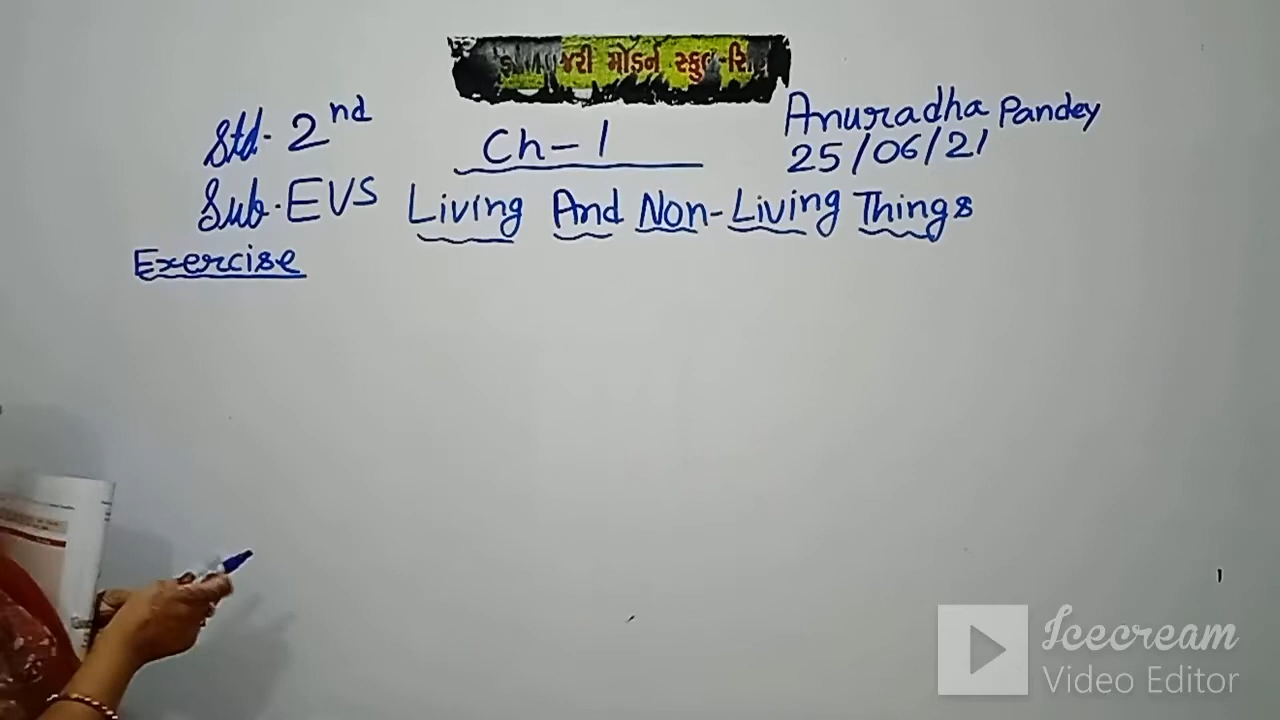 જરી મોડર્ન સ્કુલ
Std. 2nd
Ch-1
Anuradha Pandey
25/06/21
Sub. EVS
Living And Non-Living Things
Exercise
Icecream
Video Editor